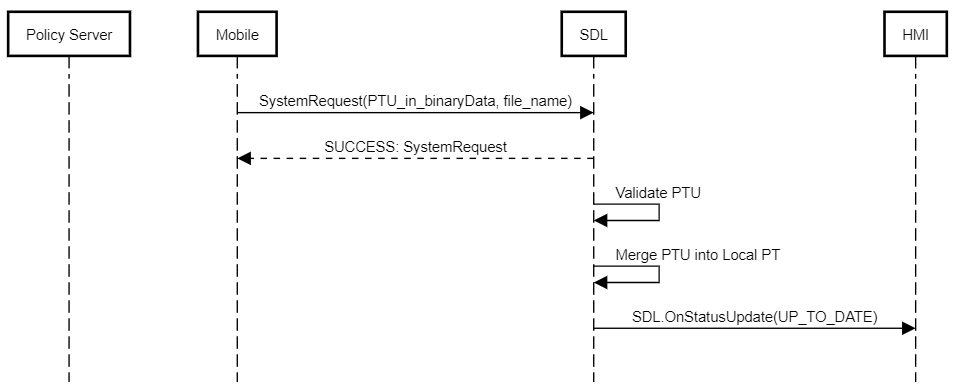 Policy Server
Mobile
SDL
HMI
SystemRequest(PTU_in_binaryData, file_name)
SUCCESS: SystemRequest
Validate PTU
Merge PTU into Local PT
SDL.OnStatusUpdate(UP_TO_DATE)